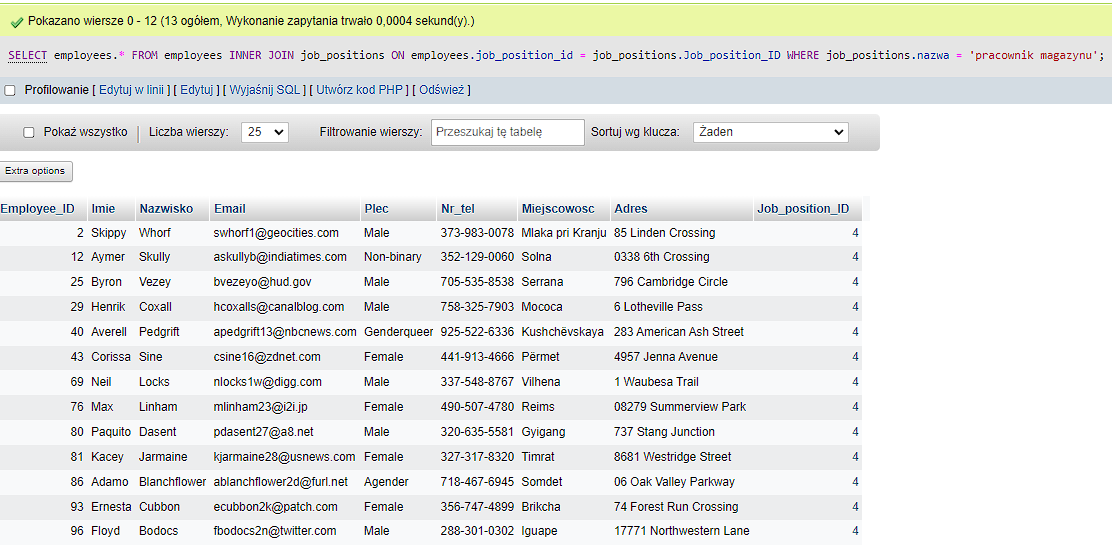 Pokazano wiersze 0 - 12 (13 ogółem, Wykonanie zapytania trwało 0,0004 sekund(y).)
SELECT employees.* FROM employees INNER JOIN job_positions ON employees.job_position_id = job_positions.Job_position_ID WHERE job_positions.nazwa = 'pracownik magazynu';
Profilowanie [ Edytuj w linii ] [ Edytuj ] [ Wyjaśnij SQL ] [ Utwórz kod PHP ] [ Odśwież ]
Pokaż wszystko Liczba wierszy: 25 Filtrowanie wierszy: Przeszukaj tę tabelę Sortuj wg klucza: Żaden
Extra options
Employee_ID Imie Nazwisko Email Plec Nr_tel Miejscowosc Adres Job_position_ID
2 Skippy Whorf swhorf1@geocities.com Male 373-983-0078 Mlaka pri Kranju 85 Linden Crossing 4
12 Aymer Skully askullyb@indiatimes.com Non-binary 352-129-0060 Solna 0338 6th Crossing 4
25 Byron Vezey bvezeyo@hud.gov Male 705-535-8538 Serrana 796 Cambridge Circle 4
29 Henrik Coxall hcoxalls@canalblog.com Male 758-325-7903 Mococa 6 Lotheville Pass 4
40 Averell Pedgrift apedgrift13@nbcnews.com Genderqueer 925-522-6336 Kushchëvskaya 283 American Ash Street 4
43 Corissa Sine csine16@zdnet.com Female 441-913-4666 Përmet 4957 Jenna Avenue 4
69 Neil Locks nlocks1w@digg.com Male 337-548-8767 Vilhena 1 Waubesa Trail 4
76 Max Linham mlinham23@i2i.jp Female 490-507-4780 Reims 08279 Summerview Park 4
80 Paquito Dasent pdasent27@a8.net Male 320-635-5581 Gyigang 737 Stang Junction 4
81 Kacey Jarmaine kjarmaine28@usnews.com Female 327-317-8320 Timrat 8681 Westridge Street 4
86 Adamo Blanchflower ablanchflower2d@furl.net Agender 718-467-6945 Somdet 06 Oak Valley Parkway 4
93 Ernesta Cubbon ecubbon2k@patch.com Female 356-747-4899 Brikcha 74 Forest Run Crossing 4
96 Floyd Bodocs fbodocs2n@twitter.com Male 288-301-0302 Iguape 17771 Northwestern Lane 4